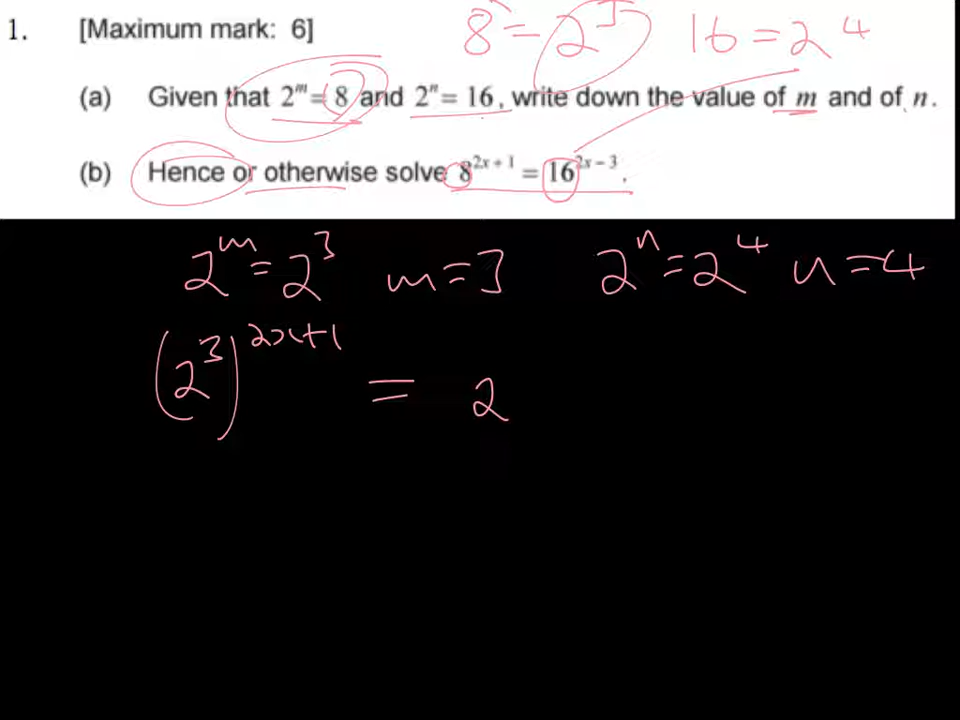 8 = 2³ 16 = 2⁴
1. [Maximum mark: 6]
(a) Given that 2ᵐ = 8 and 2ⁿ = 16, write down the value of m and of n.
(b) Hence or otherwise solve 8²ˣ⁺¹ = 16²ˣ⁻³.
2ᵐ = 2³ m = 3 2ⁿ = 2⁴ n = 4
(2³)²ˣ⁺¹ = 2